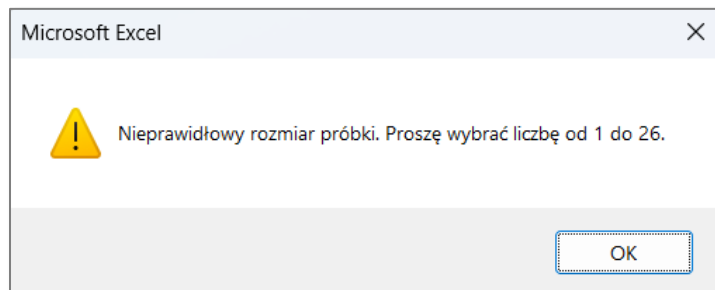 Microsoft Excel
Nieprawidłowy rozmiar próbki. Proszę wybrać liczbę od 1 do 26.
OK